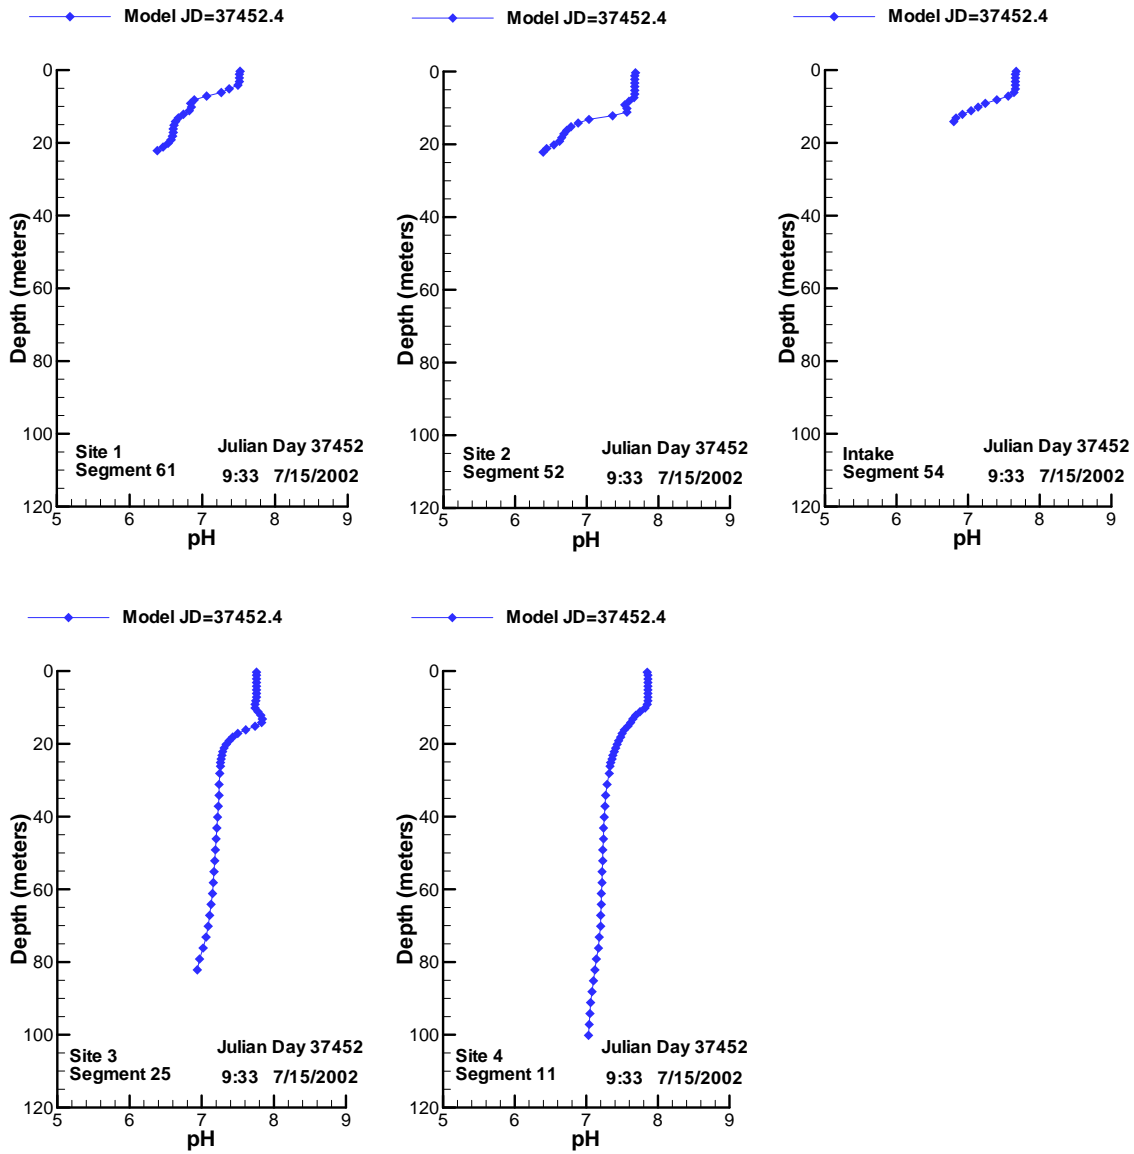 Model JD=37452.4
0
20
40
60
80
100
120
Depth (meters)
5 6 7 8 9
pH
Site 1
Segment 61
Julian Day 37452
9:33 7/15/2002
Model JD=37452.4
0
20
40
60
80
100
120
Depth (meters)
5 6 7 8 9
pH
Site 2
Segment 52
Julian Day 37452
9:33 7/15/2002
Model JD=37452.4
0
20
40
60
80
100
120
Depth (meters)
5 6 7 8 9
pH
Intake
Segment 54
Julian Day 37452
9:33 7/15/2002
Model JD=37452.4
0
20
40
60
80
100
120
Depth (meters)
5 6 7 8 9
pH
Site 3
Segment 25
Julian Day 37452
9:33 7/15/2002
Model JD=37452.4
0
20
40
60
80
100
120
Depth (meters)
5 6 7 8 9
pH
Site 4
Segment 11
Julian Day 37452
9:33 7/15/2002